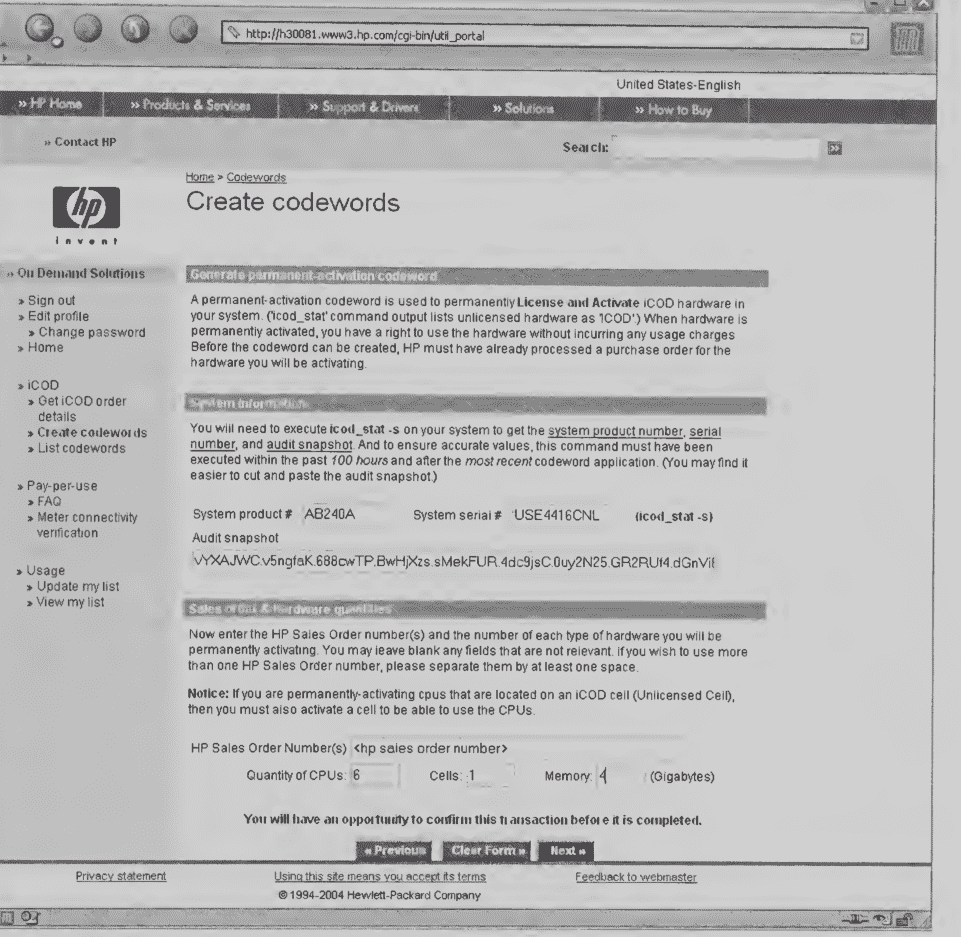 http://h30081.www3.hp.com/cgi-bin/util_portal
United States-English
» HP Home » Products & Services » Support & Drivers » Solutions » How to Buy
» Contact HP
Search:
Home > Codewords
Create codewords
hp
invent
» On Demand Solutions
» Sign out
» Edit profile
» Change password
» Home
» iCOD
» Get iCOD order
details
» Create codewords
» List codewords
» Pay-per-use
» FAQ
» Meter connectivity
verification
» Usage
» Update my list
» View my list
Generate permanent-activation codeword
A permanent-activation codeword is used to permanently License and Activate iCOD hardware in
your system. ('icod_stat' command output lists unlicensed hardware as 'ICOD') When hardware is
permanently activated, you have a right to use the hardware without incurring any usage charges
Before the codeword can be created, HP must have already processed a purchase order for the
hardware you will be activating.
System information
You will need to execute icod_stat -s on your system to get the system product number, serial
number, and audit snapshot. And to ensure accurate values, this command must have been
executed within the past 100 hours and after the most recent codeword application. (You may find it
easier to cut and paste the audit snapshot.)
System product # AB240A System serial # USE4416CNL (icod_stat -s)
Audit snapshot
VYXAJWC.v5ngfaK.688cwTP.BwHjXzs.sMekFUR.4dc9jsC.0uy2N25.GR2RUf4.dGnVif
Sales order & hardware quantities
Now enter the HP Sales Order number(s) and the number of each type of hardware you will be
permanently activating. You may leave blank any fields that are not relevant. If you wish to use more
than one HP Sales Order number, please separate them by at least one space.
Notice: If you are permanently-activating cpus that are located on an iCOD cell (Unlicensed Cell),
then you must also activate a cell to be able to use the CPUs.
HP Sales Order Number(s) <hp sales order number>
Quantity of CPUs: 6 Cells: 1 Memory: 4 (Gigabytes)
You will have an opportunity to confirm this transaction before it is completed.
« Previous Clear Form » Next »
Privacy statement Using this site means you accept its terms Feedback to webmaster
© 1994-2004 Hewlett-Packard Company